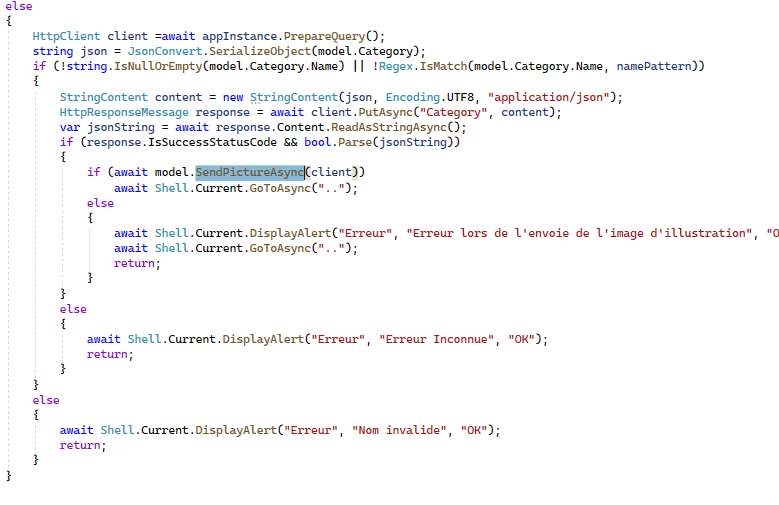 else
{
HttpClient client =await appInstance.PrepareQuery();
string json = JsonConvert.SerializeObject(model.Category);
if (!string.IsNullOrEmpty(model.Category.Name) || !Regex.IsMatch(model.Category.Name, namePattern))
{
StringContent content = new StringContent(json, Encoding.UTF8, "application/json");
HttpResponseMessage response = await client.PutAsync("Category", content);
var jsonString = await response.Content.ReadAsStringAsync();
if (response.IsSuccessStatusCode && bool.Parse(jsonString))
{
if (await model.SendPictureAsync(client))
await Shell.Current.GoToAsync("..");
else
{
await Shell.Current.DisplayAlert("Erreur", "Erreur lors de l'envoie de l'image d'illustration", "O
await Shell.Current.GoToAsync("..");
return;
}
}
else
{
await Shell.Current.DisplayAlert("Erreur", "Erreur Inconnue", "OK");
return;
}
}
else
{
await Shell.Current.DisplayAlert("Erreur", "Nom invalide", "OK");
return;
}
}